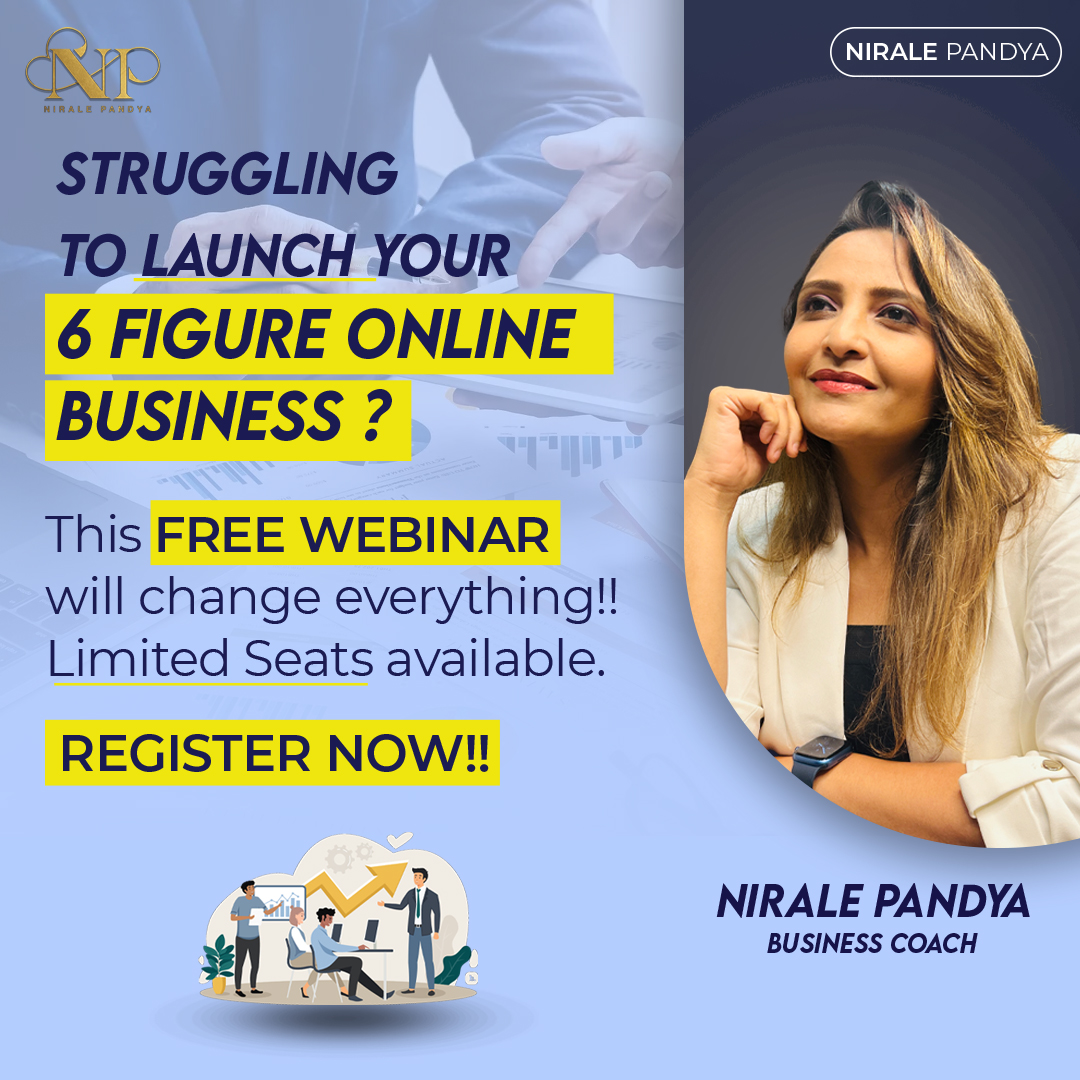 NP
NIRALE PANDYA
NIRALE PANDYA
STRUGGLING
TO LAUNCH YOUR
6 FIGURE ONLINE
BUSINESS ?
This FREE WEBINAR
will change everything!!
Limited Seats available.
REGISTER NOW!!
NIRALE PANDYA
BUSINESS COACH